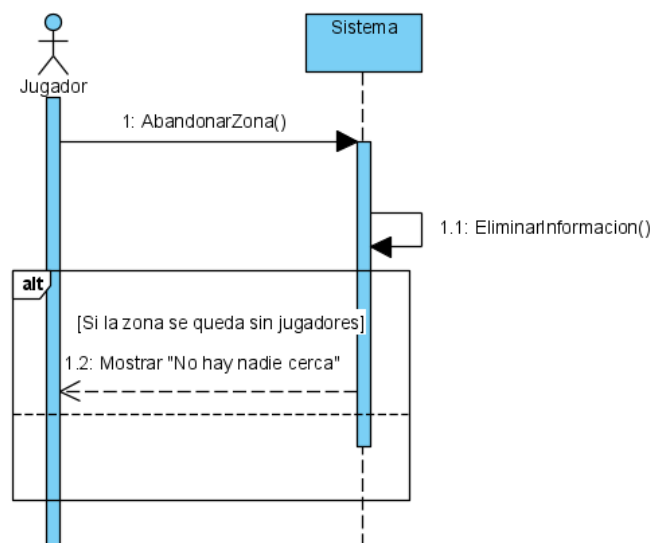 Sistema
Jugador
1: AbandonarZona()
1.1: EliminarInformacion()
alt
[Si la zona se queda sin jugadores]
1.2: Mostrar "No hay nadie cerca"